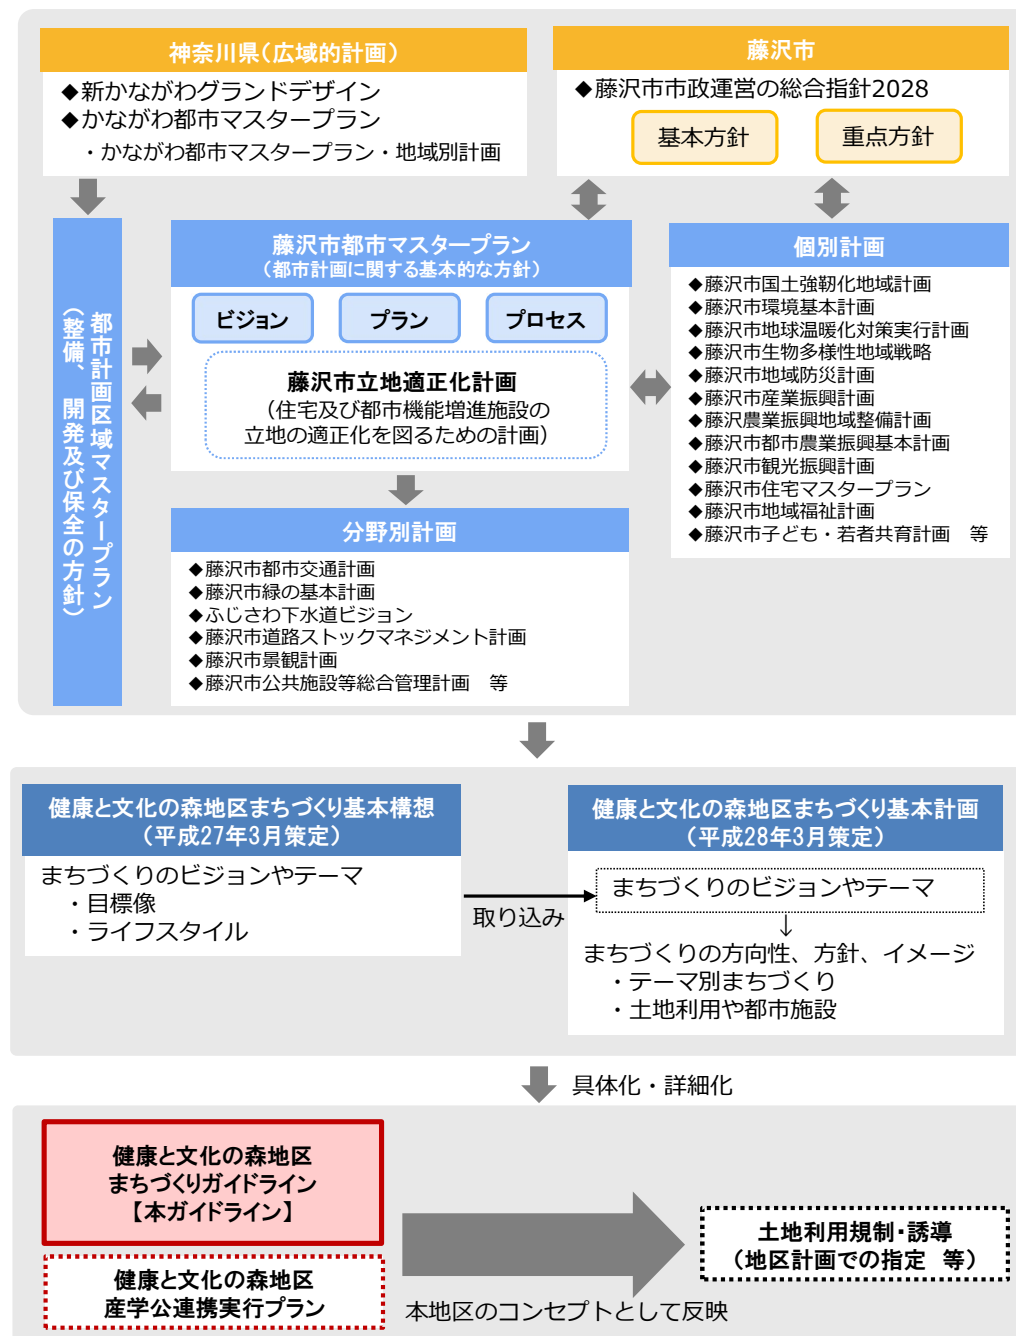 神奈川県（広域的計画）
◆新かながわグランドデザイン
◆かながわ都市マスタープラン
・かながわ都市マスタープラン・地域別計画
藤沢市
◆藤沢市市政運営の総合指針2028
基本方針
重点方針
都市計画区域マスタープラン
（整備、開発及び保全の方針）
藤沢市都市マスタープラン
（都市計画に関する基本的な方針）
ビジョン
プラン
プロセス
藤沢市立地適正化計画
（住宅及び都市機能増進施設の
立地の適正化を図るための計画）
個別計画
◆藤沢市国土強靭化地域計画
◆藤沢市環境基本計画
◆藤沢市地球温暖化対策実行計画
◆藤沢市生物多様性地域戦略
◆藤沢市地域防災計画
◆藤沢市産業振興計画
◆藤沢農業振興地域整備計画
◆藤沢市都市農業振興基本計画
◆藤沢市観光振興計画
◆藤沢市住宅マスタープラン
◆藤沢市地域福祉計画
◆藤沢市子ども・若者共育計画　等
分野別計画
◆藤沢市都市交通計画
◆藤沢市緑の基本計画
◆ふじさわ下水道ビジョン
◆藤沢市道路ストックマネジメント計画
◆藤沢市景観計画
◆藤沢市公共施設等総合管理計画　等
健康と文化の森地区まちづくり基本構想
（平成27年3月策定）
まちづくりのビジョンやテーマ
・目標像
・ライフスタイル
取り込み
健康と文化の森地区まちづくり基本計画
（平成28年3月策定）
まちづくりのビジョンやテーマ
↓
まちづくりの方向性、方針、イメージ
・テーマ別まちづくり
・土地利用や都市施設
具体化・詳細化
健康と文化の森地区
まちづくりガイドライン
【本ガイドライン】
健康と文化の森地区
産学公連携実行プラン
本地区のコンセプトとして反映
土地利用規制・誘導
（地区計画での指定　等）